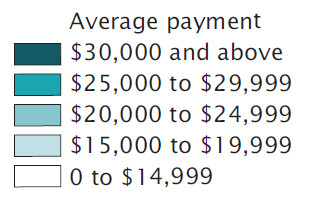 Average payment
$30,000 and above
$25,000 to $29,999
$20,000 to $24,999
$15,000 to $19,999
0 to $14,999